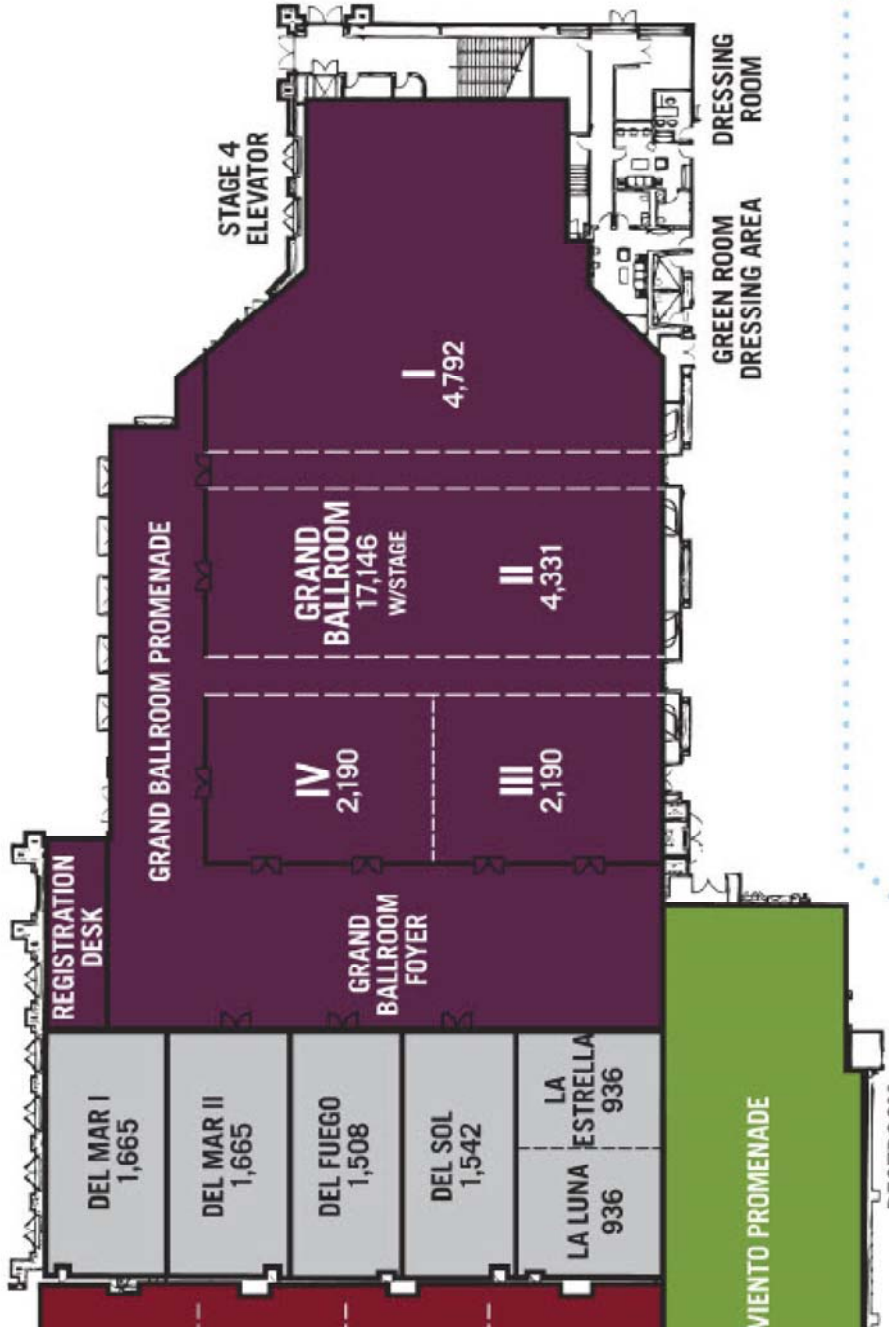 DRESSING
ROOM
STAGE 4
ELEVATOR
GREEN ROOM
DRESSING AREA
I
4,792
GRAND BALLROOM PROMENADE
GRAND
BALLROOM
17,146
W/STAGE
II
4,331
IV
2,190
III
2,190
REGISTRATION
DESK
GRAND
BALLROOM
FOYER
DEL MAR I
1,665
DEL MAR II
1,665
DEL FUEGO
1,508
DEL SOL
1,542
LA
ESTRELLA
936
LA LUNA
936
VIENTO PROMENADE